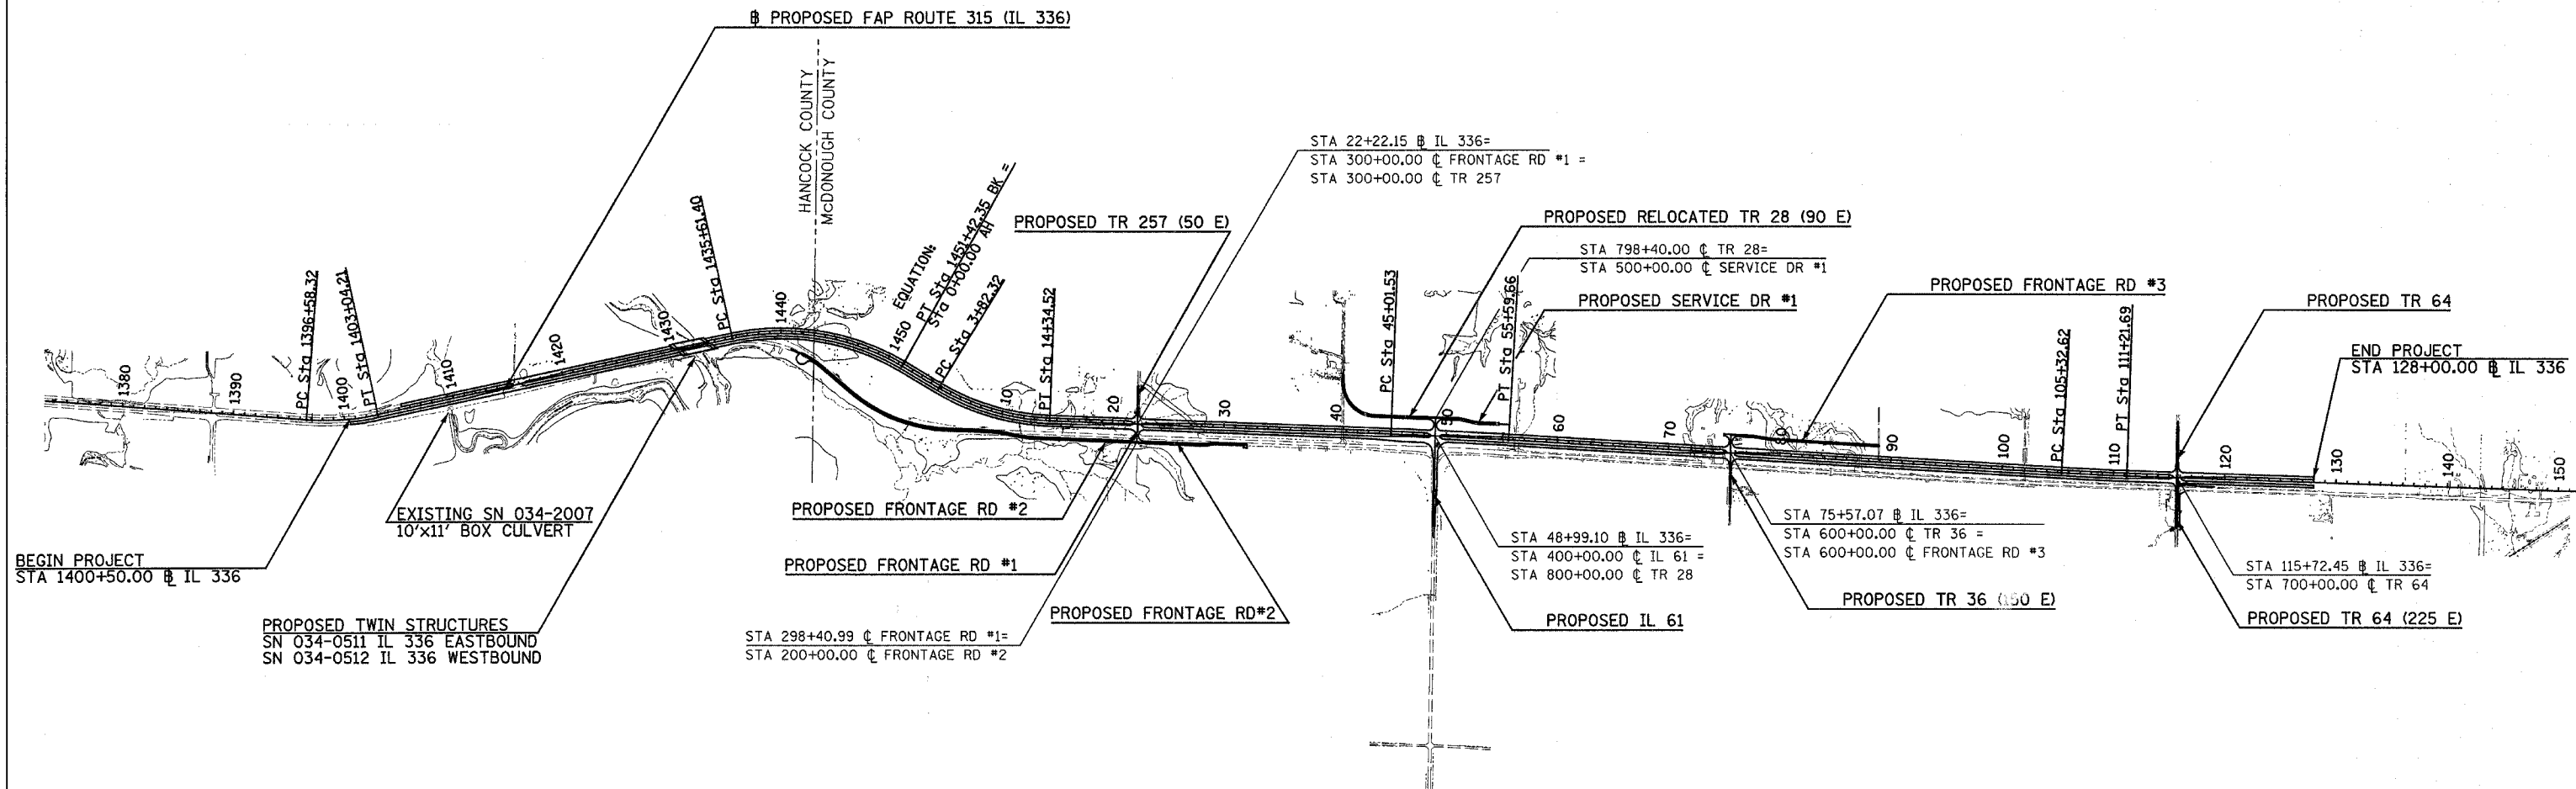 ℄ PROPOSED FAP ROUTE 315 (IL 336)
HANCOCK COUNTY
McDONOUGH COUNTY
STA 22+22.15 ℄ IL 336=
STA 300+00.00 ℄ FRONTAGE RD #1 =
STA 300+00.00 ℄ TR 257
PROPOSED TR 257 (50 E)
PROPOSED RELOCATED TR 28 (90 E)
STA 798+40.00 ℄ TR 28=
STA 500+00.00 ℄ SERVICE DR #1
PROPOSED SERVICE DR #1
PROPOSED FRONTAGE RD #3
PROPOSED TR 64
END PROJECT
STA 128+00.00 ℄ IL 336
EQUATION:
PT Sta 1451+42.35 BK =
Sta 0+00.00 AH
PC Sta 1396+58.32
PT Sta 1403+04.21
PC Sta 1435+61.40
PC Sta 3+82.32
PT Sta 14+34.52
PC Sta 45+01.53
PT Sta 55+59.66
PC Sta 105+32.62
PT Sta 111+21.69
1380
1390
1400
1410
1420
1430
1440
1450
10
20
30
40
50
60
70
80
90
100
110
120
130
140
150
EXISTING SN 034-2007
10'x11' BOX CULVERT
BEGIN PROJECT
STA 1400+50.00 ℄ IL 336
PROPOSED TWIN STRUCTURES
SN 034-0511 IL 336 EASTBOUND
SN 034-0512 IL 336 WESTBOUND
PROPOSED FRONTAGE RD #2
PROPOSED FRONTAGE RD #1
PROPOSED FRONTAGE RD#2
STA 298+40.99 ℄ FRONTAGE RD #1=
STA 200+00.00 ℄ FRONTAGE RD #2
STA 48+99.10 ℄ IL 336=
STA 400+00.00 ℄ IL 61 =
STA 800+00.00 ℄ TR 28
PROPOSED IL 61
STA 75+57.07 ℄ IL 336=
STA 600+00.00 ℄ TR 36 =
STA 600+00.00 ℄ FRONTAGE RD #3
PROPOSED TR 36 (150 E)
STA 115+72.45 ℄ IL 336=
STA 700+00.00 ℄ TR 64
PROPOSED TR 64 (225 E)